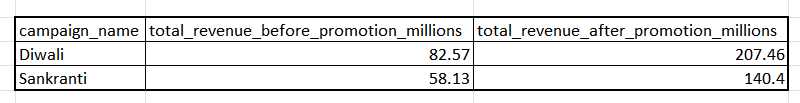 campaign_name total_revenue_before_promotion_millions total_revenue_after_promotion_millions
Diwali 82.57 207.46
Sankranti 58.13 140.4